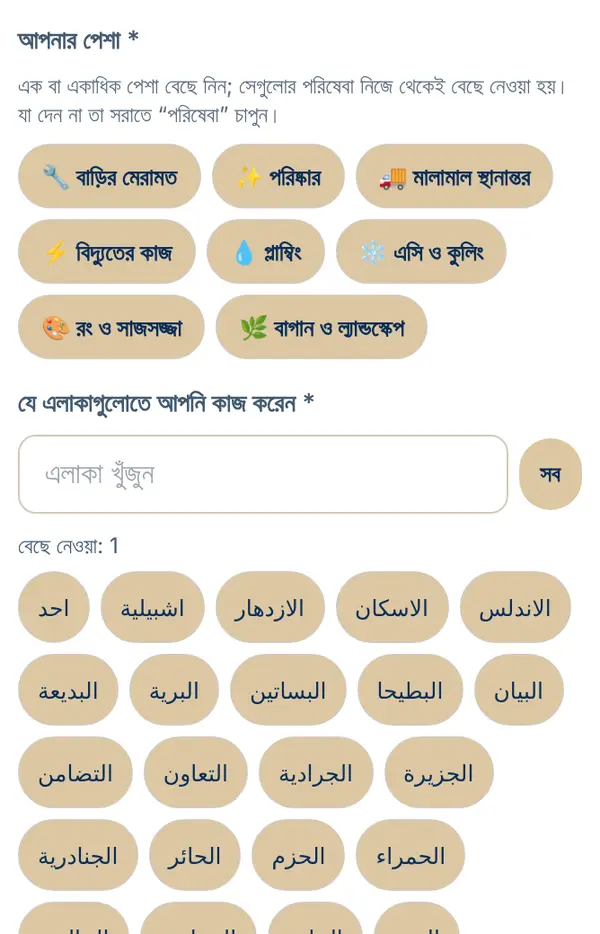 আপনার পেশা *
এক বা একাধিক পেশা বেছে নিন; সেগুলোর পরিষেবা নিজে থেকেই বেছে নেওয়া হয়।
যা দেন না তা সরাতে “পরিষেবা” চাপুন।
🔧 বাড়ির মেরামত ✨ পরিষ্কার 🚚 মালামাল স্থানান্তর
⚡ বিদ্যুতের কাজ 💧 প্লাম্বিং ❄️ এসি ও কুলিং
🎨 রং ও সাজসজ্জা 🌿 বাগান ও ল্যান্ডস্কেপ
যে এলাকাগুলোতে আপনি কাজ করেন *
এলাকা খুঁজুন সব
বেছে নেওয়া: 1
احد اشبيلية الازدهار الاسكان الاندلس
البديعة البرية البساتين البطيحا البيان
التضامن التعاون الجرادية الجزيرة
الجنادرية الحائر الحزم الحمراء